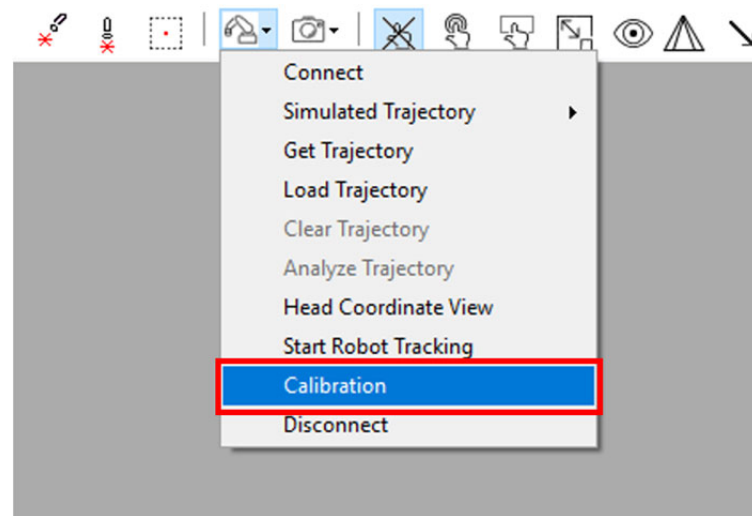 Connect
Simulated Trajectory
Get Trajectory
Load Trajectory
Clear Trajectory
Analyze Trajectory
Head Coordinate View
Start Robot Tracking
Calibration
Disconnect